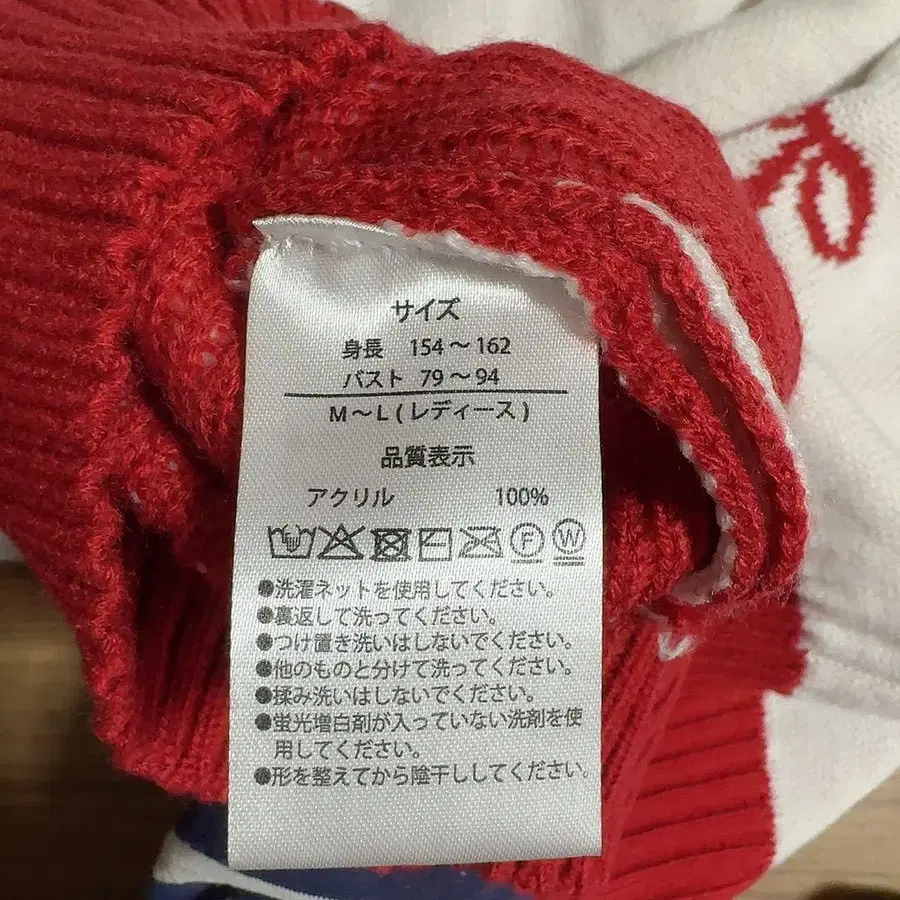 サイズ
身長 154～162
バスト 79～94
M～L(レディース)
品質表示
アクリル 100%
F W
●洗濯ネットを使用してください。
●裏返して洗ってください。
●つけ置き洗いはしないでください。
●他のものと分けて洗ってください。
●揉み洗いはしないでください。
●蛍光増白剤が入っていない洗剤を使
用してください。
●形を整えてから陰干ししてください。